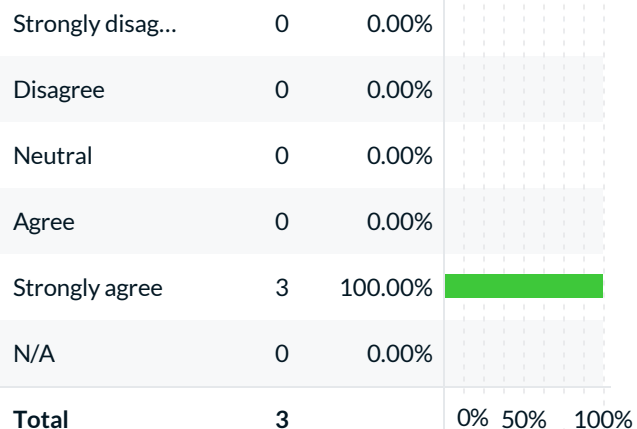 Strongly disag... 0 0.00%
Disagree 0 0.00%
Neutral 0 0.00%
Agree 0 0.00%
Strongly agree 3 100.00%
N/A 0 0.00%
Total 3 0% 50% 100%